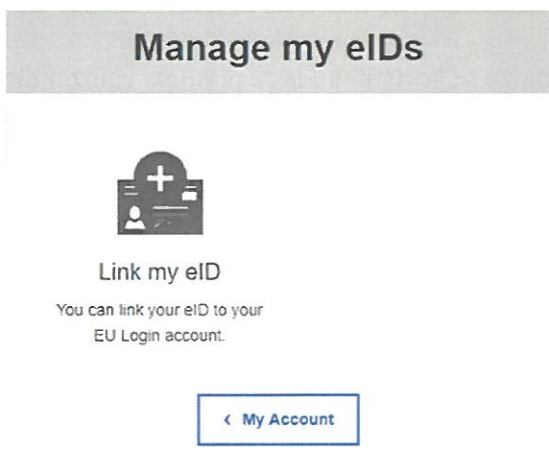 Manage my eIDs
Link my eID
You can link your eID to your
EU Login account.
‹ My Account